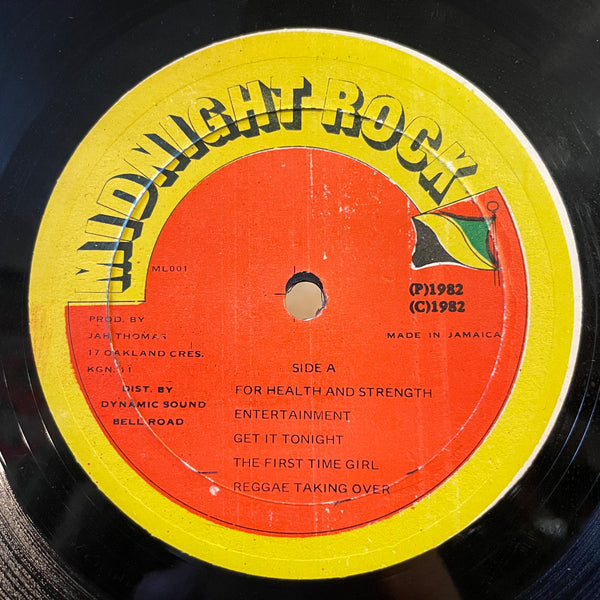 MIDNIGHT ROCK
ML001
(P)1982
(C)1982
PROD. BY
JAH THOMAS
17 OAKLAND CRES.
KGN. 11
MADE IN JAMAICA
DIST. BY
DYNAMIC SOUND
BELL ROAD
SIDE A
FOR HEALTH AND STRENGTH
ENTERTAINMENT
GET IT TONIGHT
THE FIRST TIME GIRL
REGGAE TAKING OVER